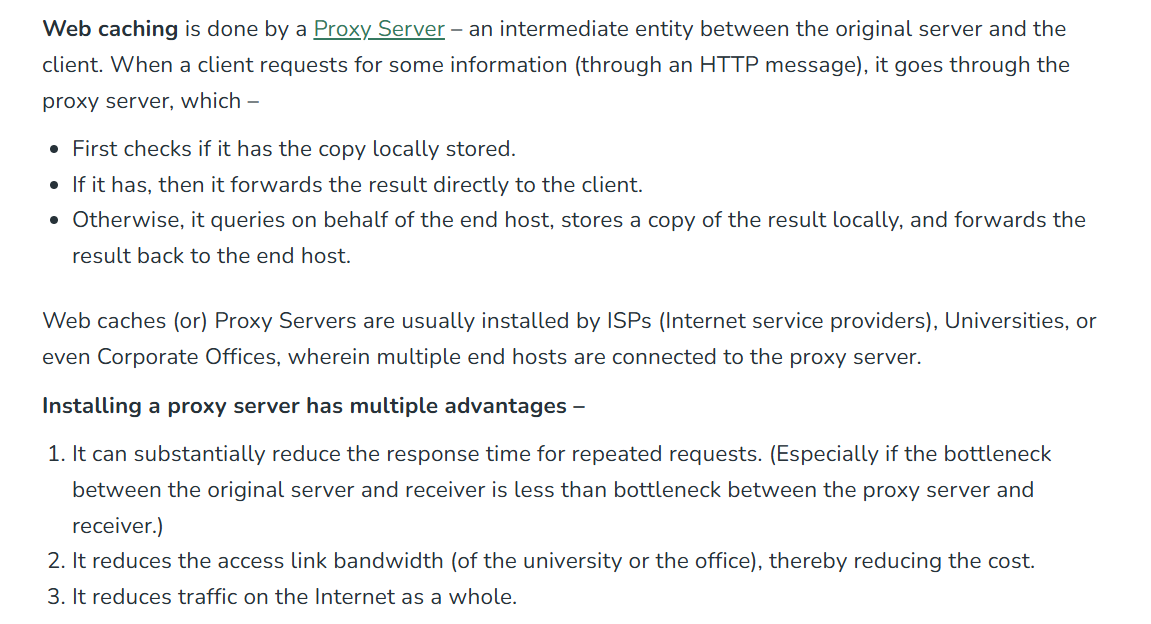 Web caching is done by a Proxy Server – an intermediate entity between the original server and the
client. When a client requests for some information (through an HTTP message), it goes through the
proxy server, which –
• First checks if it has the copy locally stored.
• If it has, then it forwards the result directly to the client.
• Otherwise, it queries on behalf of the end host, stores a copy of the result locally, and forwards the
result back to the end host.
Web caches (or) Proxy Servers are usually installed by ISPs (Internet service providers), Universities, or
even Corporate Offices, wherein multiple end hosts are connected to the proxy server.
Installing a proxy server has multiple advantages –
1. It can substantially reduce the response time for repeated requests. (Especially if the bottleneck
between the original server and receiver is less than bottleneck between the proxy server and
receiver.)
2. It reduces the access link bandwidth (of the university or the office), thereby reducing the cost.
3. It reduces traffic on the Internet as a whole.